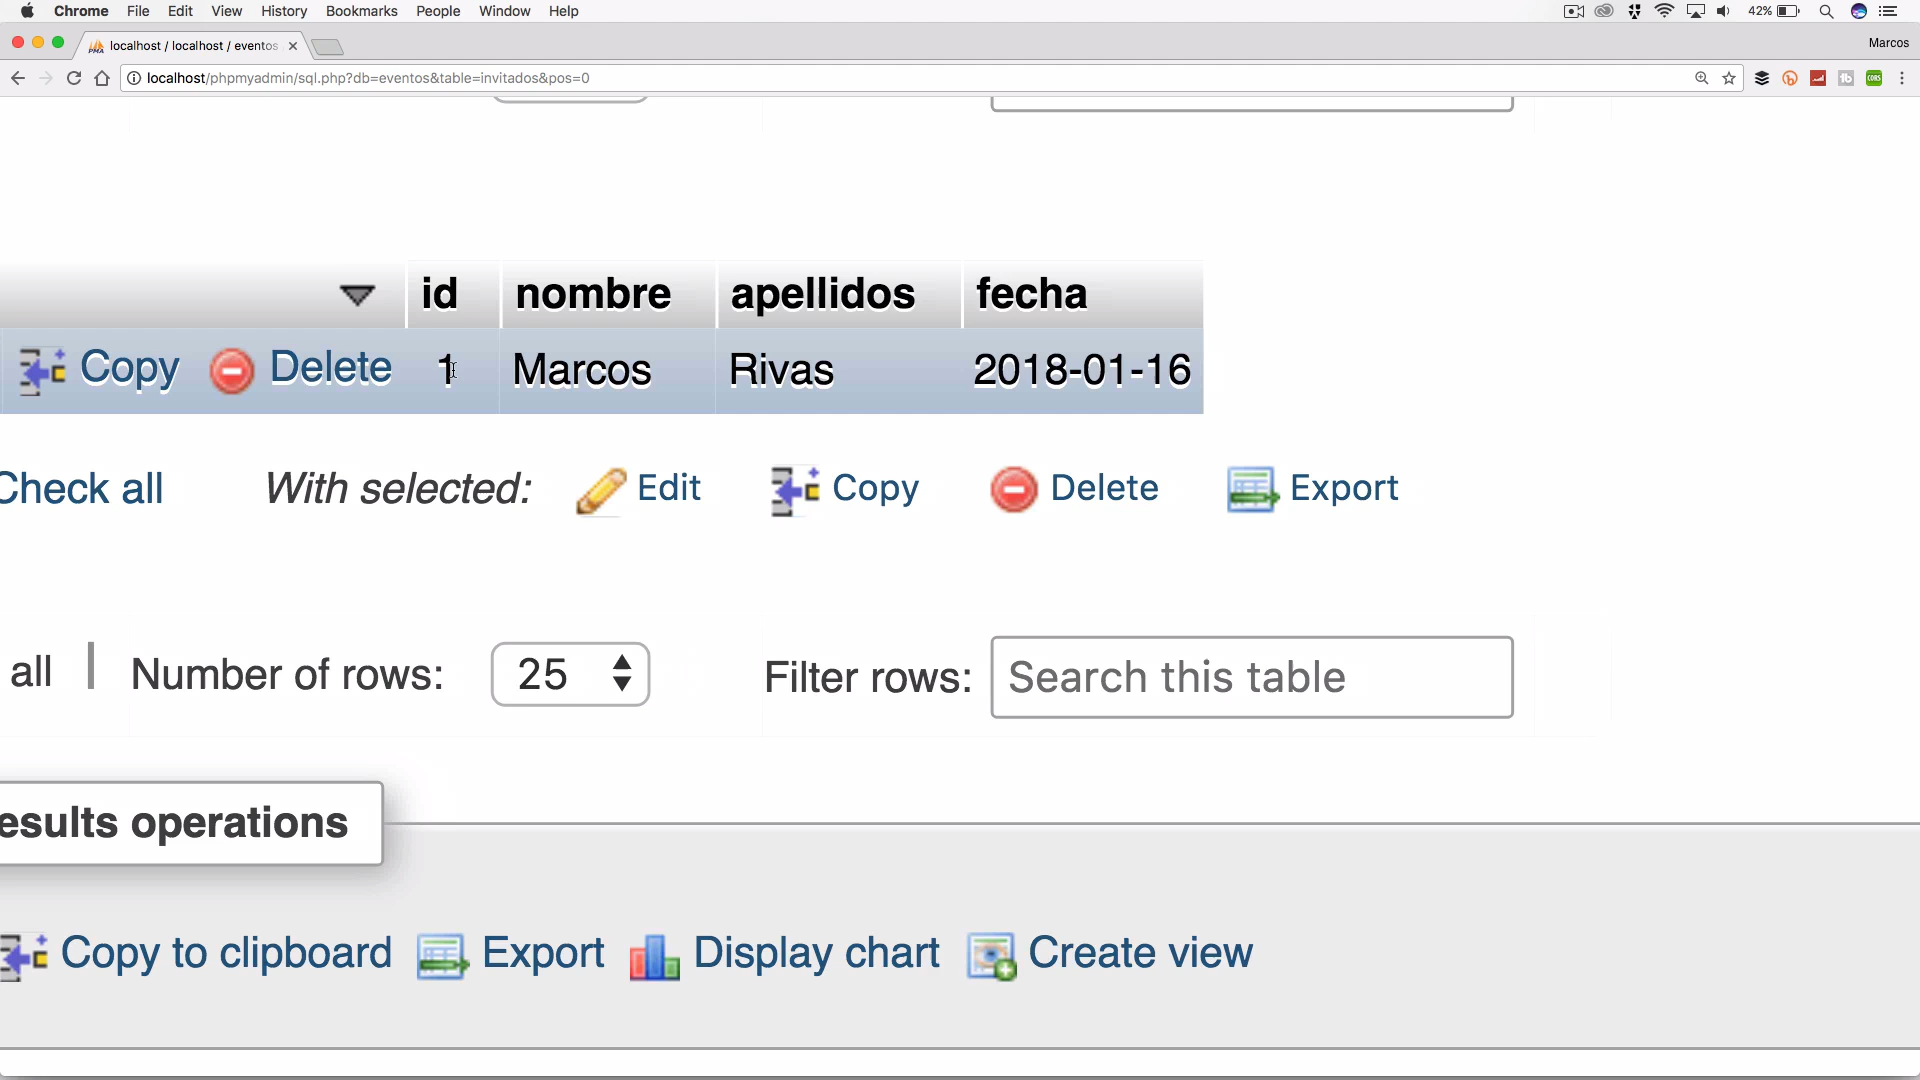 Chrome File Edit View History Bookmarks People Window Help 42%
localhost / localhost / eventos Marcos
localhost/phpmyadmin/sql.php?db=eventos&table=invitados&pos=0
id nombre apellidos fecha
Copy Delete 1 Marcos Rivas 2018-01-16
Check all With selected: Edit Copy Delete Export
all Number of rows: 25 Filter rows: Search this table
esults operations
Copy to clipboard Export Display chart Create view